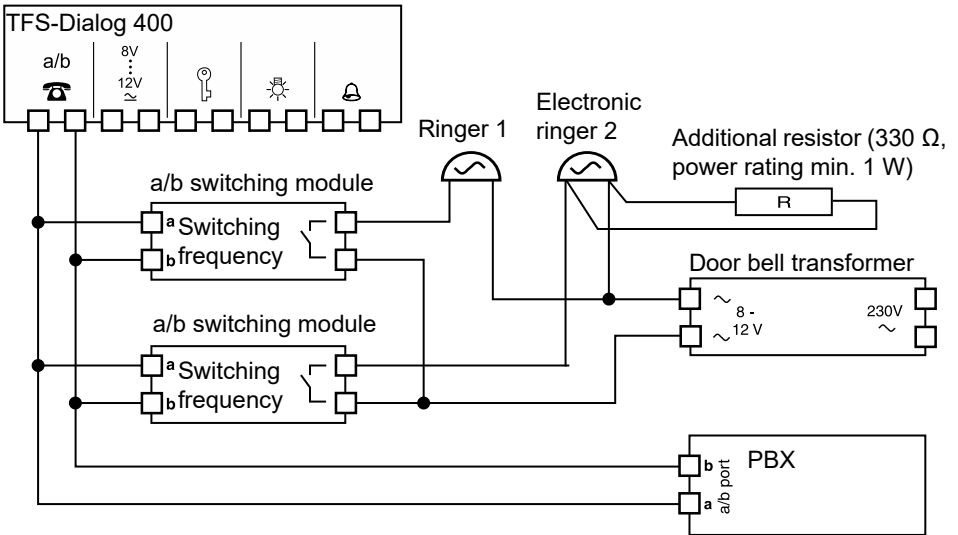 TFS-Dialog 400
a/b
8V
12V
Ringer 1
Electronic
ringer 2
Additional resistor (330 Ω,
power rating min. 1 W)
R
a/b switching module
a
Switching
b
frequency
Door bell transformer
8 -
12 V
230V
a/b switching module
a
Switching
b
frequency
PBX
b
a
a/b port